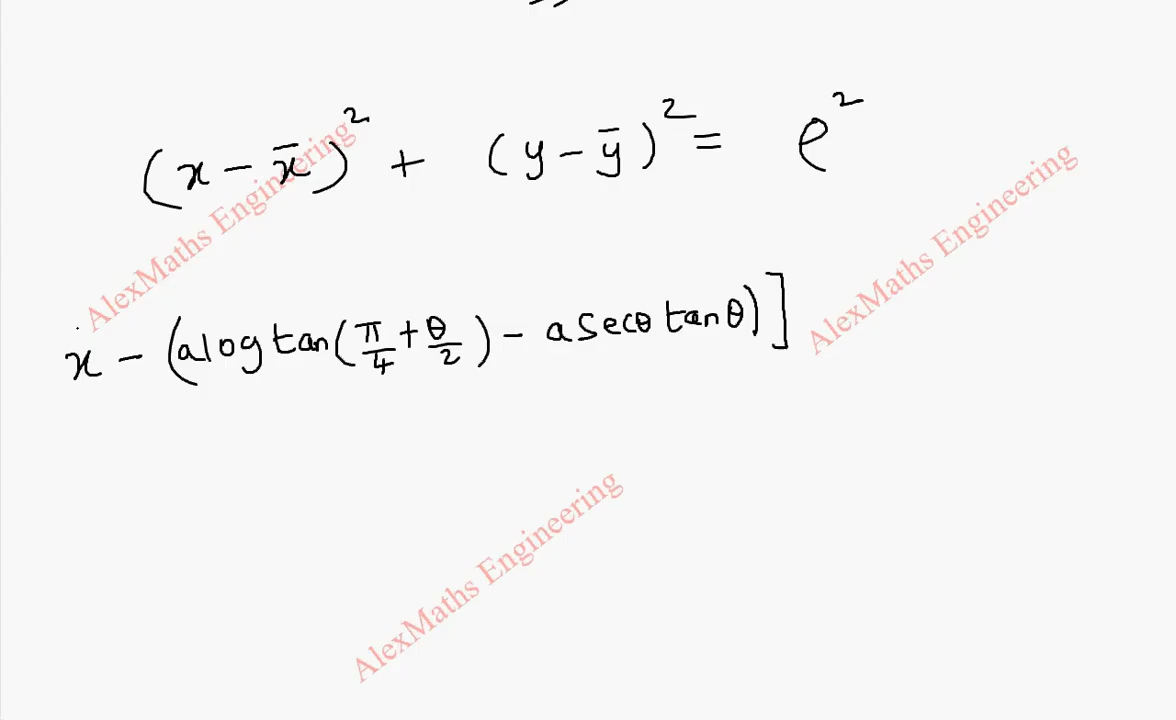 (x - x̄)² + (y - ȳ)² = ρ²
x - (a log tan(π/4 + θ/2) - a secθ tanθ)]
AlexMaths Engineering
AlexMaths Engineering
AlexMaths Engineering